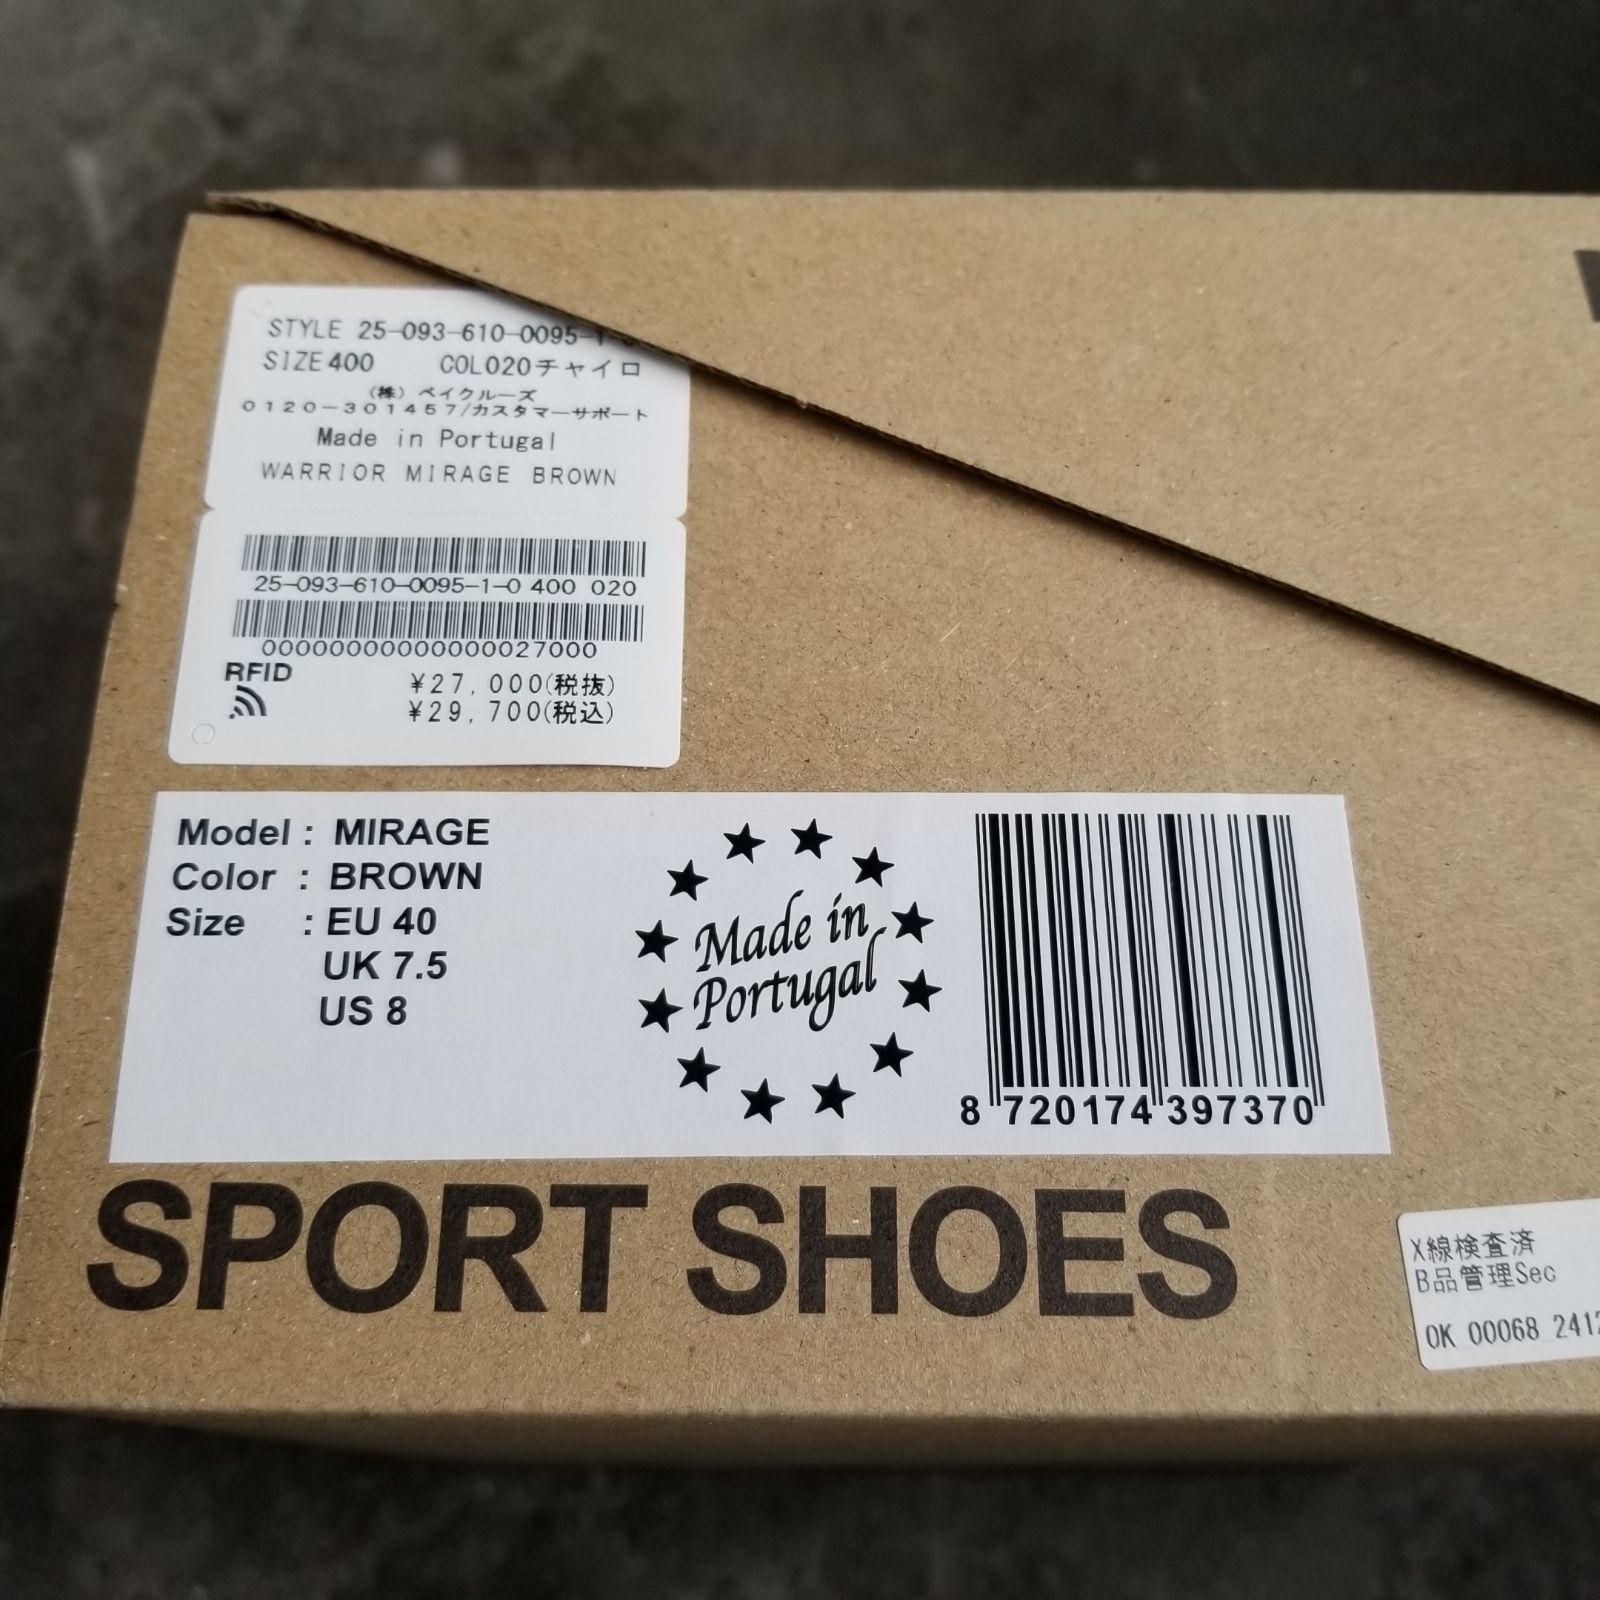 STYLE 25-093-610-0095-1-
SIZE 400 COL020チャイロ
(株) ベイクルーズ
0120-301457/カスタマーサポート
Made in Portugal
WARRIOR MIRAGE BROWN
25-093-610-0095-1-0 400 020
00000000000000027000
RFID
¥27,000(税抜)
¥29,700(税込)
Model : MIRAGE
Color : BROWN
Size : EU 40
UK 7.5
US 8
Made in
Portugal
8 720174 397370
SPORT SHOES
X線検査済
B品管理Sec
OK 00068 2412